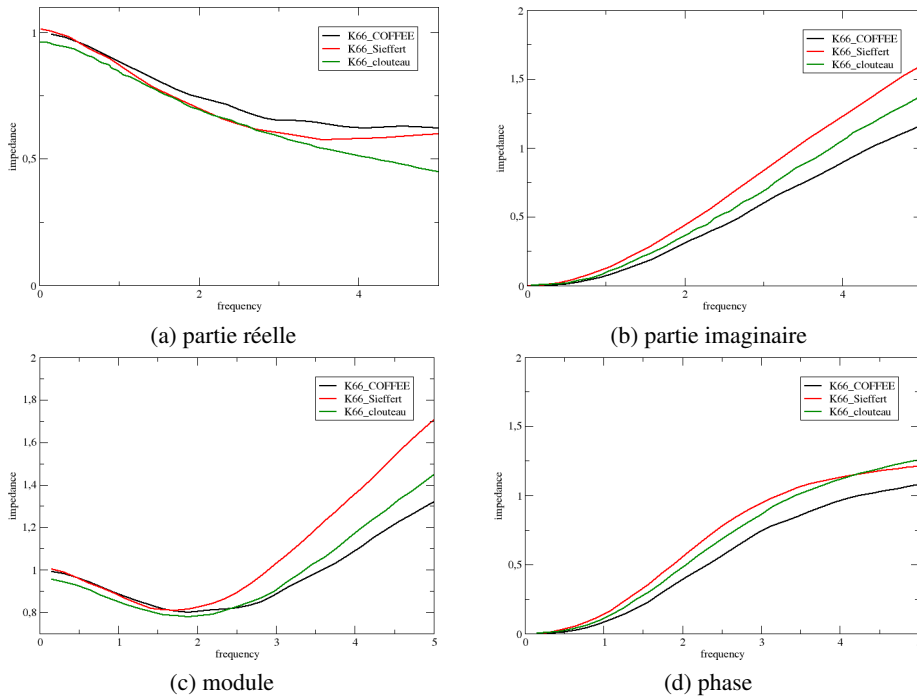 1
0,5
0
0
2
4
impedance
frequency
K66_COFFEE
K66_Sieffert
K66_clouteau
(a) partie réelle
2
1,5
1
0,5
0
0
2
4
impedance
frequency
K66_COFFEE
K66_Sieffert
K66_clouteau
(b) partie imaginaire
2
1,8
1,6
1,4
1,2
1
0,8
0
1
2
3
4
5
impedance
frequency
K66_COFFEE
K66_Sieffert
K66_clouteau
(c) module
2
1,5
1
0,5
0
0
2
4
impedance
frequency
K66_COFFEE
K66_Sieffert
K66_clouteau
(d) phase